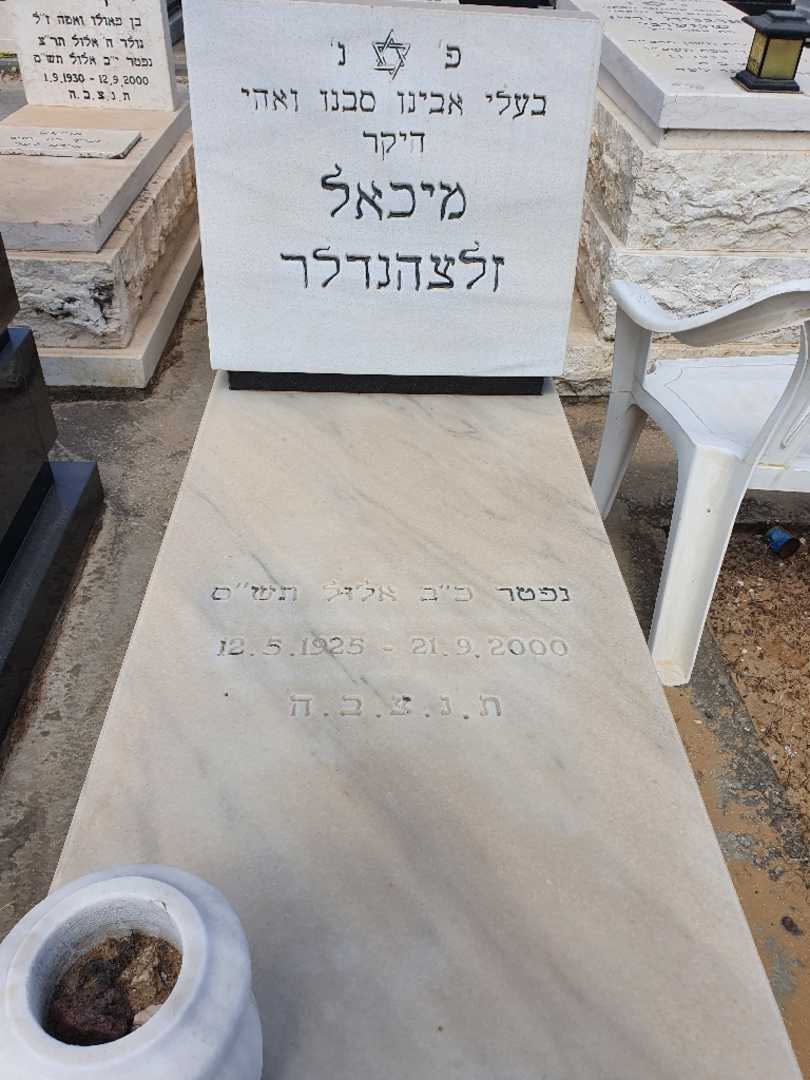 פ נ
בעלי אבינו סבנו ואחי
היקר
מיכאל
זלצהנדלר
נפטר כ״ב אלול תש״ס
12.5.1925 - 21.9.2000
ת.נ.צ.ב.ה
בן פאולו ואסה ז״ל
נולד ח׳ אלול תר״צ
נפטר י״ב אלול תש״ס
1.9.1930 - 12.9.2000
ת.נ.צ.ב.ה